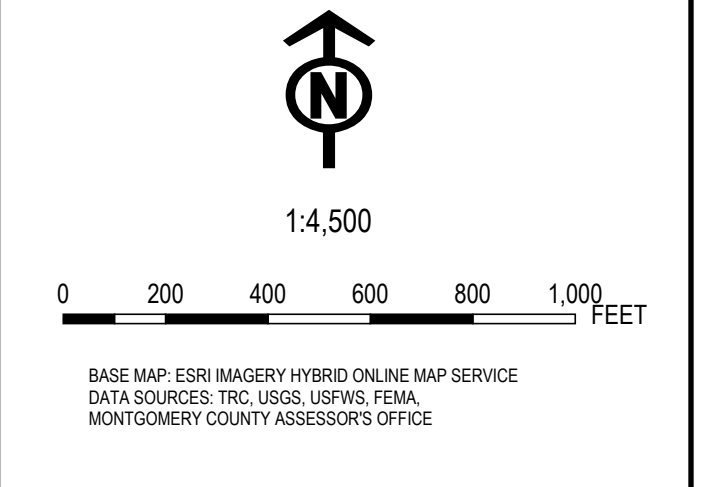 N
1:4,500
0 200 400 600 800 1,000
FEET
BASE MAP: ESRI IMAGERY HYBRID ONLINE MAP SERVICE
DATA SOURCES: TRC, USGS, USFWS, FEMA,
MONTGOMERY COUNTY ASSESSOR'S OFFICE